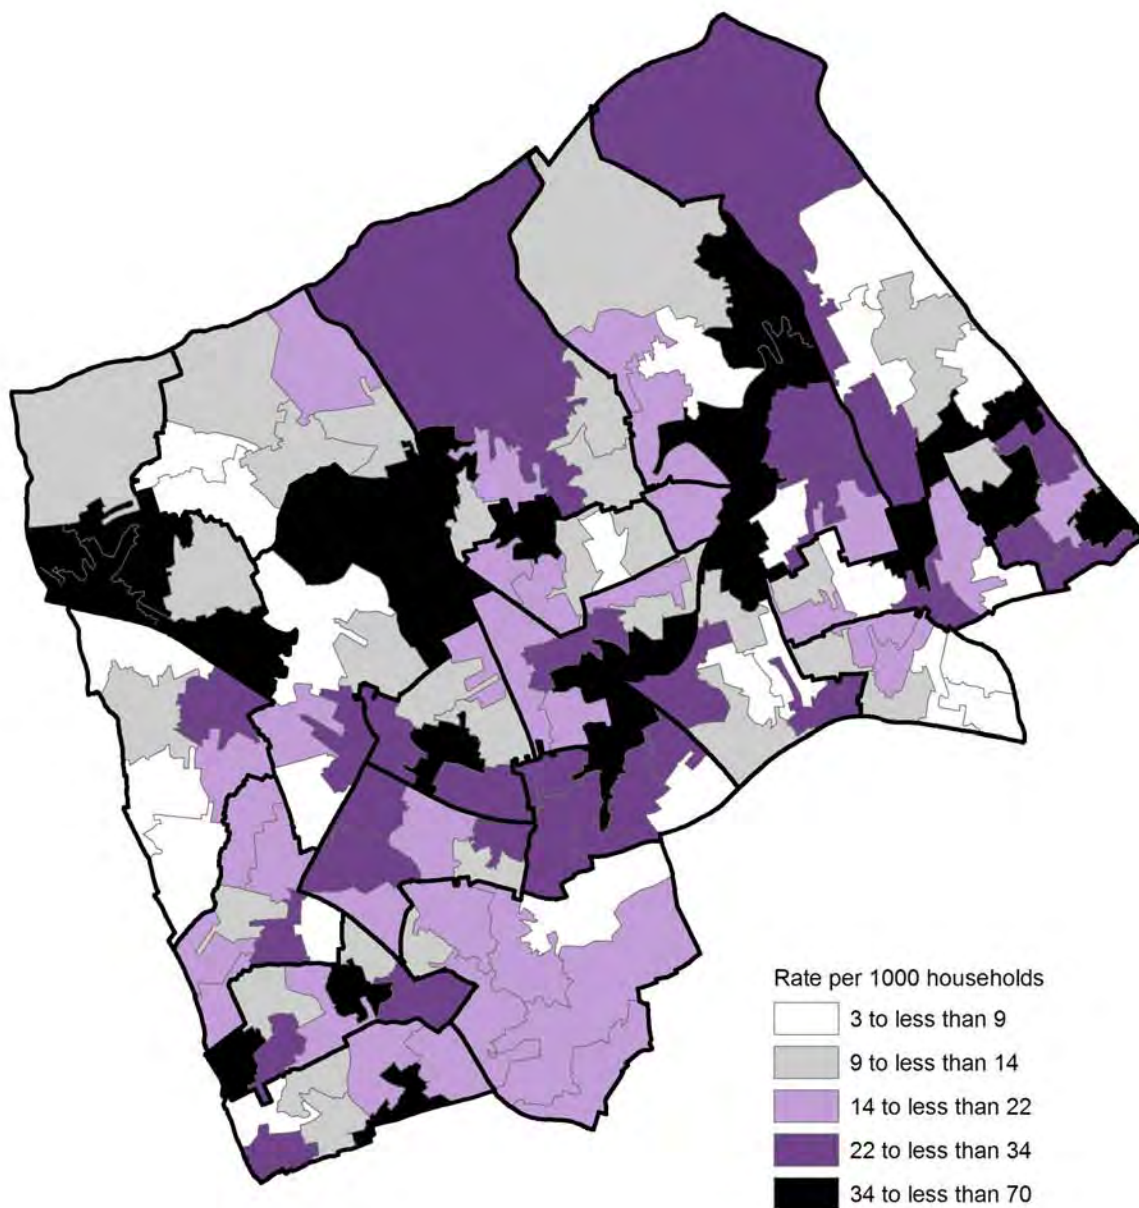 Rate per 1000 households
3 to less than 9
9 to less than 14
14 to less than 22
22 to less than 34
34 to less than 70